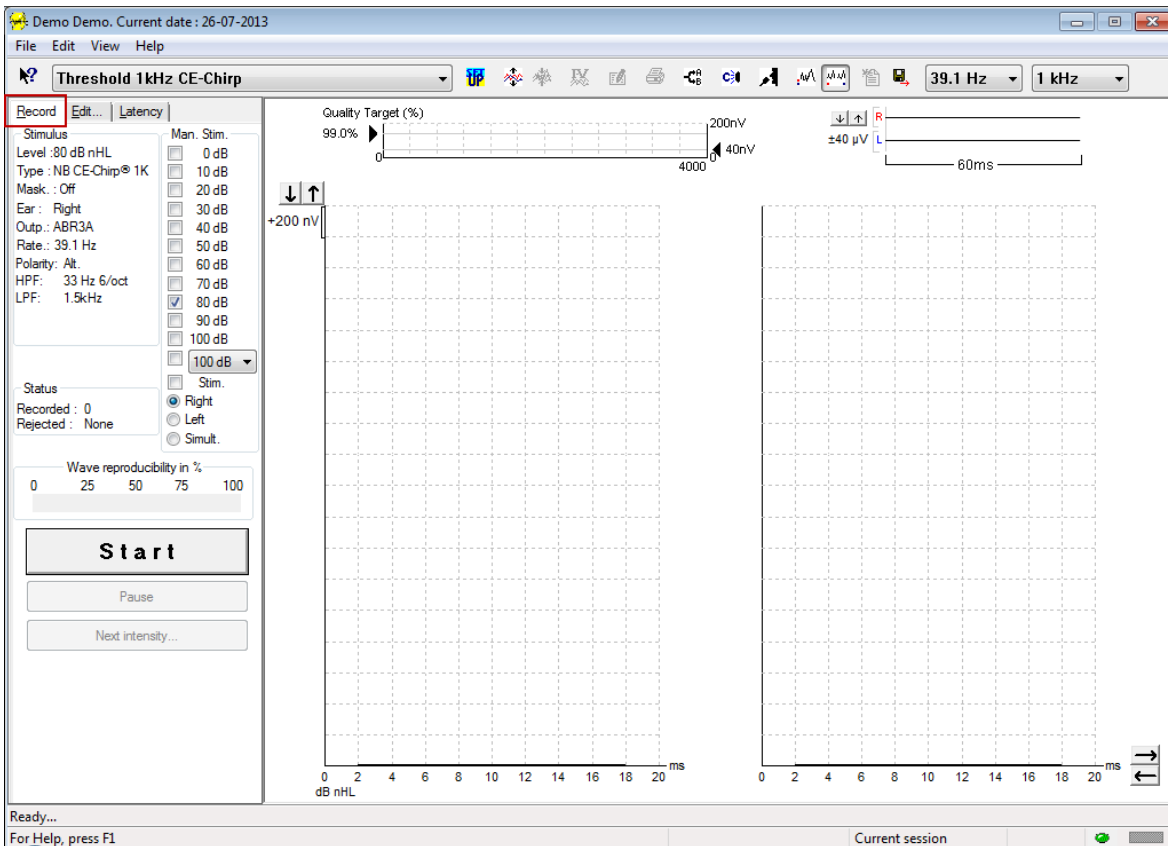 Demo Demo. Current date : 26-07-2013
File Edit View Help
Threshold 1kHz CE-Chirp
SET UP
IV
A
C
B
39.1 Hz
1 kHz
Record Edit... Latency
Stimulus
Level :80 dB nHL
Type : NB CE-Chirp® 1K
Mask. : Off
Ear : Right
Outp.: ABR3A
Rate.: 39.1 Hz
Polarity: Alt.
HPF: 33 Hz 6/oct
LPF: 1.5kHz
Man. Stim.
0 dB
10 dB
20 dB
30 dB
40 dB
50 dB
60 dB
70 dB
80 dB
90 dB
100 dB
100 dB
Stim.
Right
Left
Simult.
Status
Recorded : 0
Rejected : None
Wave reproducibility in %
0 25 50 75 100
Start
Pause
Next intensity...
Quality Target (%)
99.0%
0
4000
200nV
40nV
0
R
±40 µV L
60ms
+200 nV
0 2 4 6 8 10 12 14 16 18 20 ms
dB nHL
0 2 4 6 8 10 12 14 16 18 20 ms
Ready...
For Help, press F1
Current session